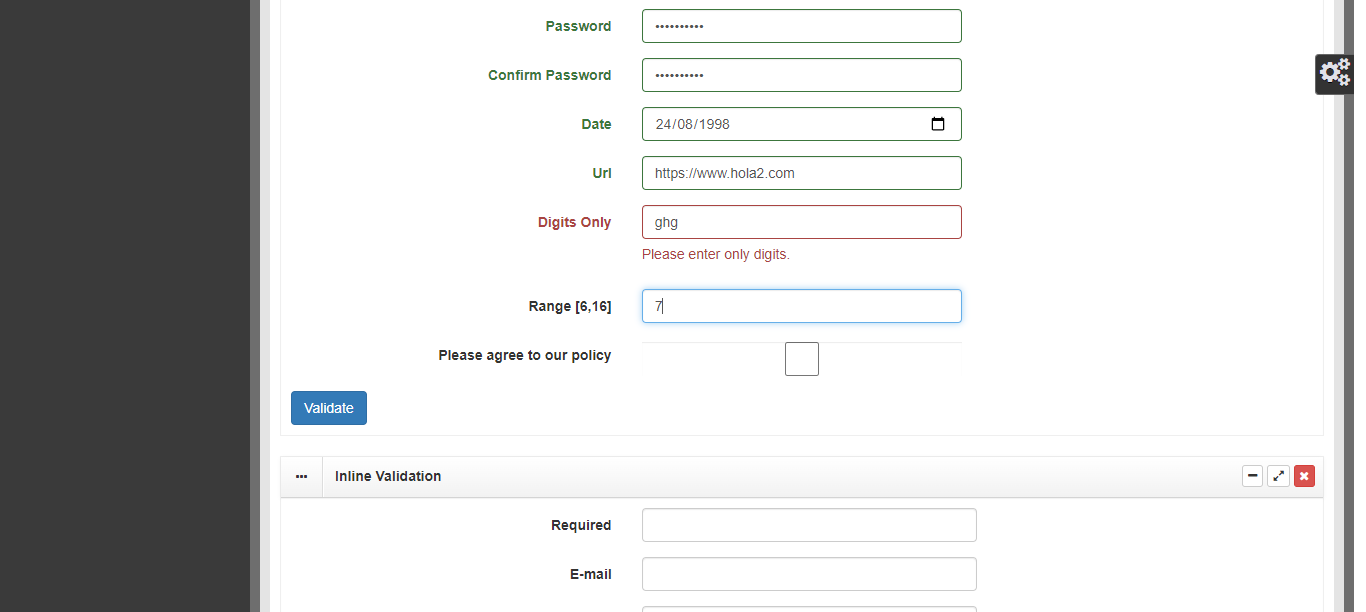 Password ••••••••••
Confirm Password ••••••••••
Date 24/08/1998
Url https://www.hola2.com
Digits Only ghg
Please enter only digits.
Range [6,16] 7
Please agree to our policy
Validate
Inline Validation
Required
E-mail